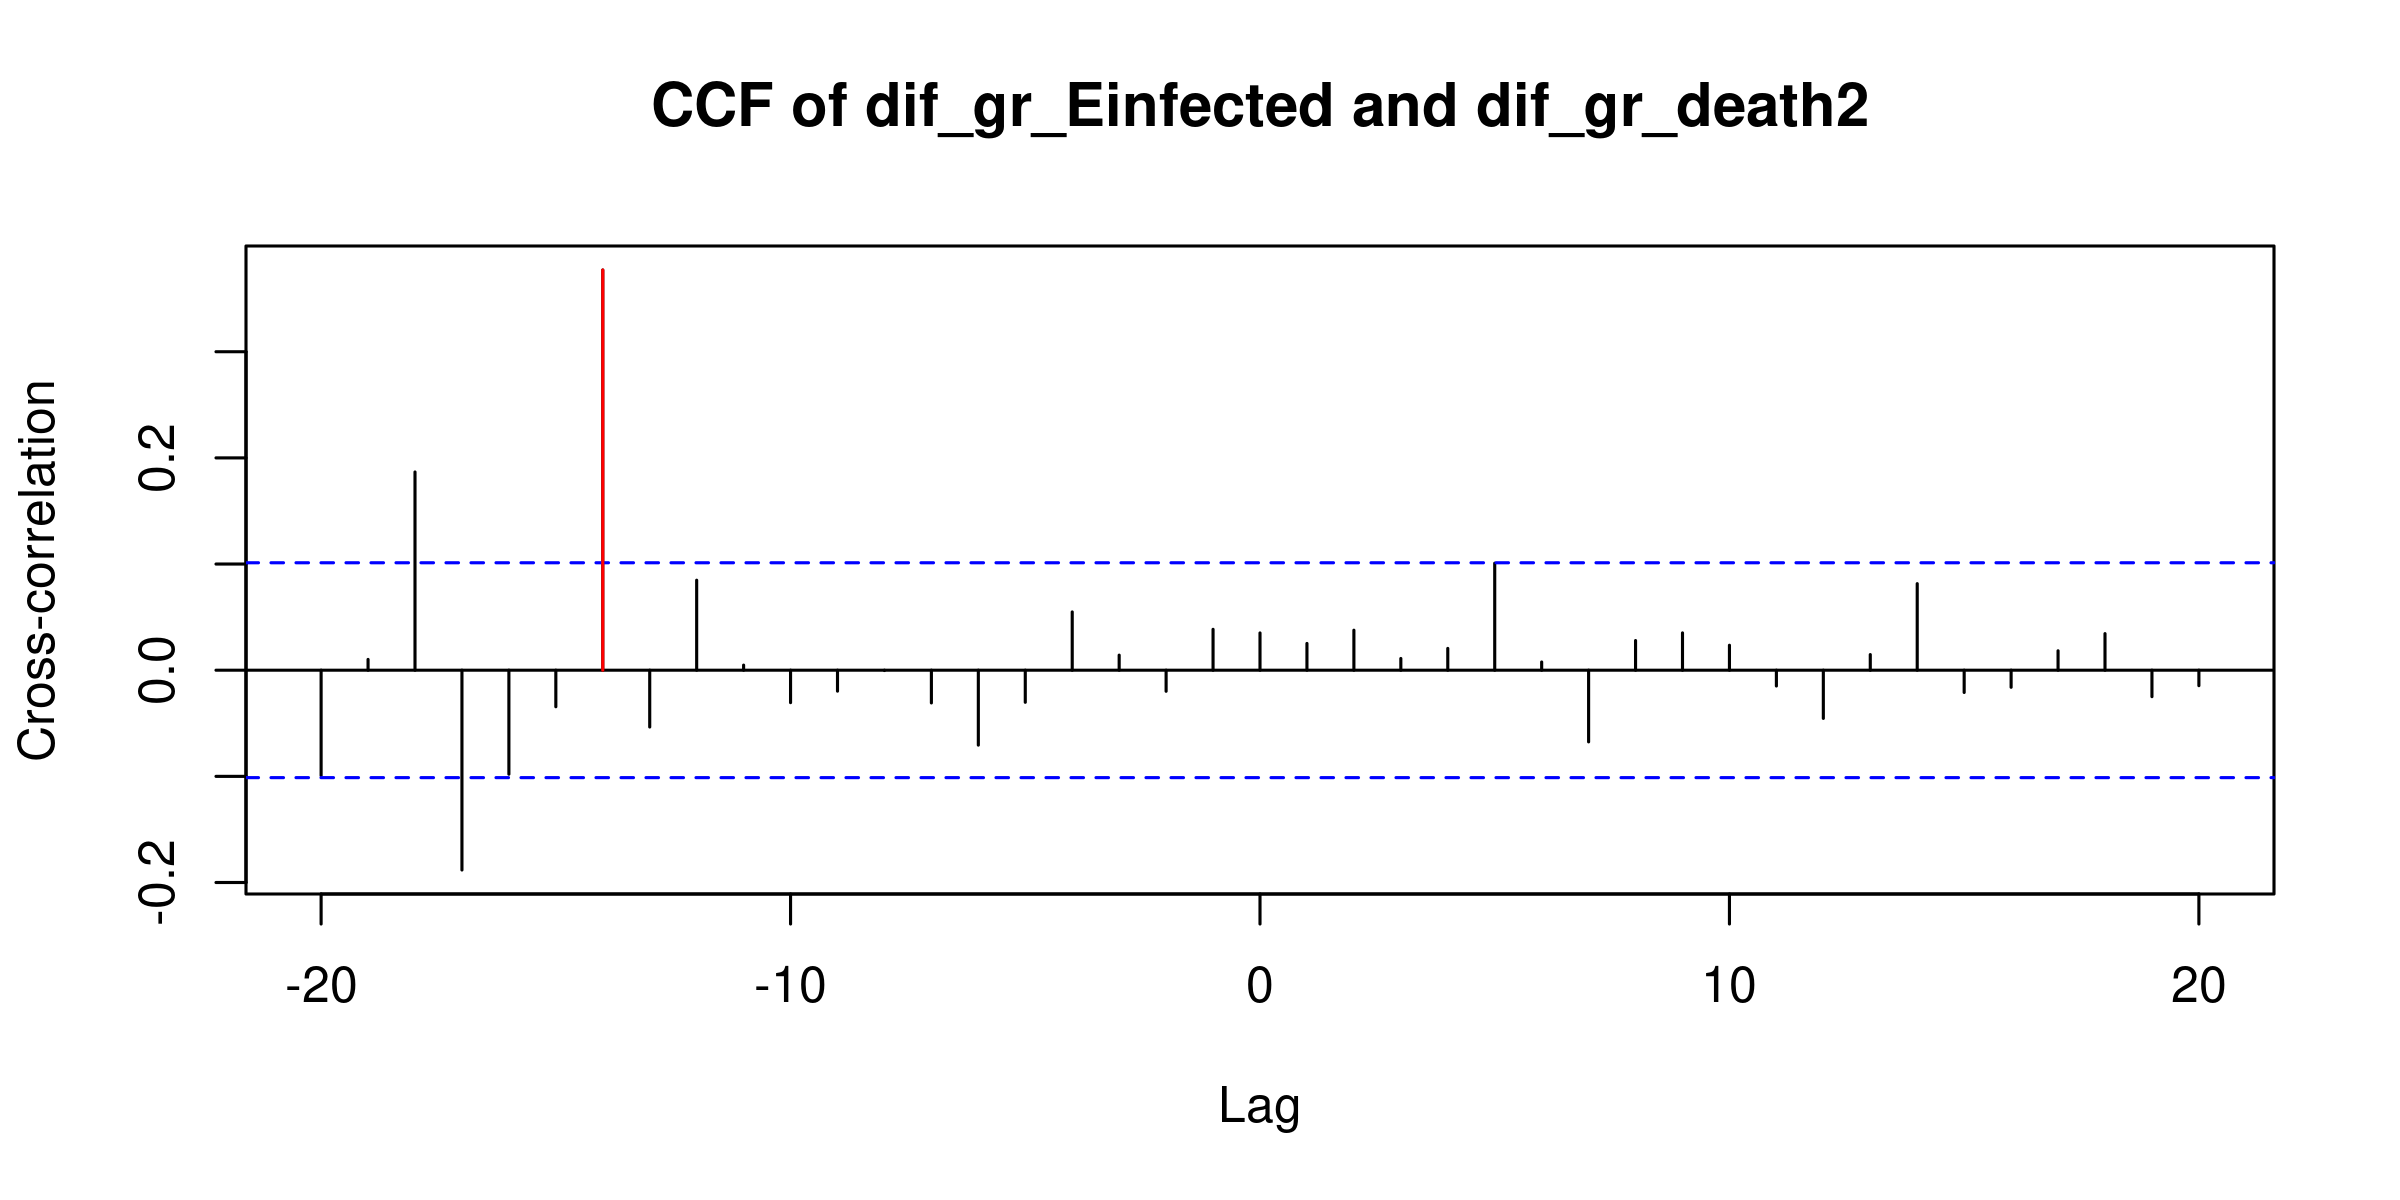 CCF of dif_gr_Einfected and dif_gr_death2
Cross-correlation
0.2
0.0
-0.2
-20 -10 0 10 20
Lag